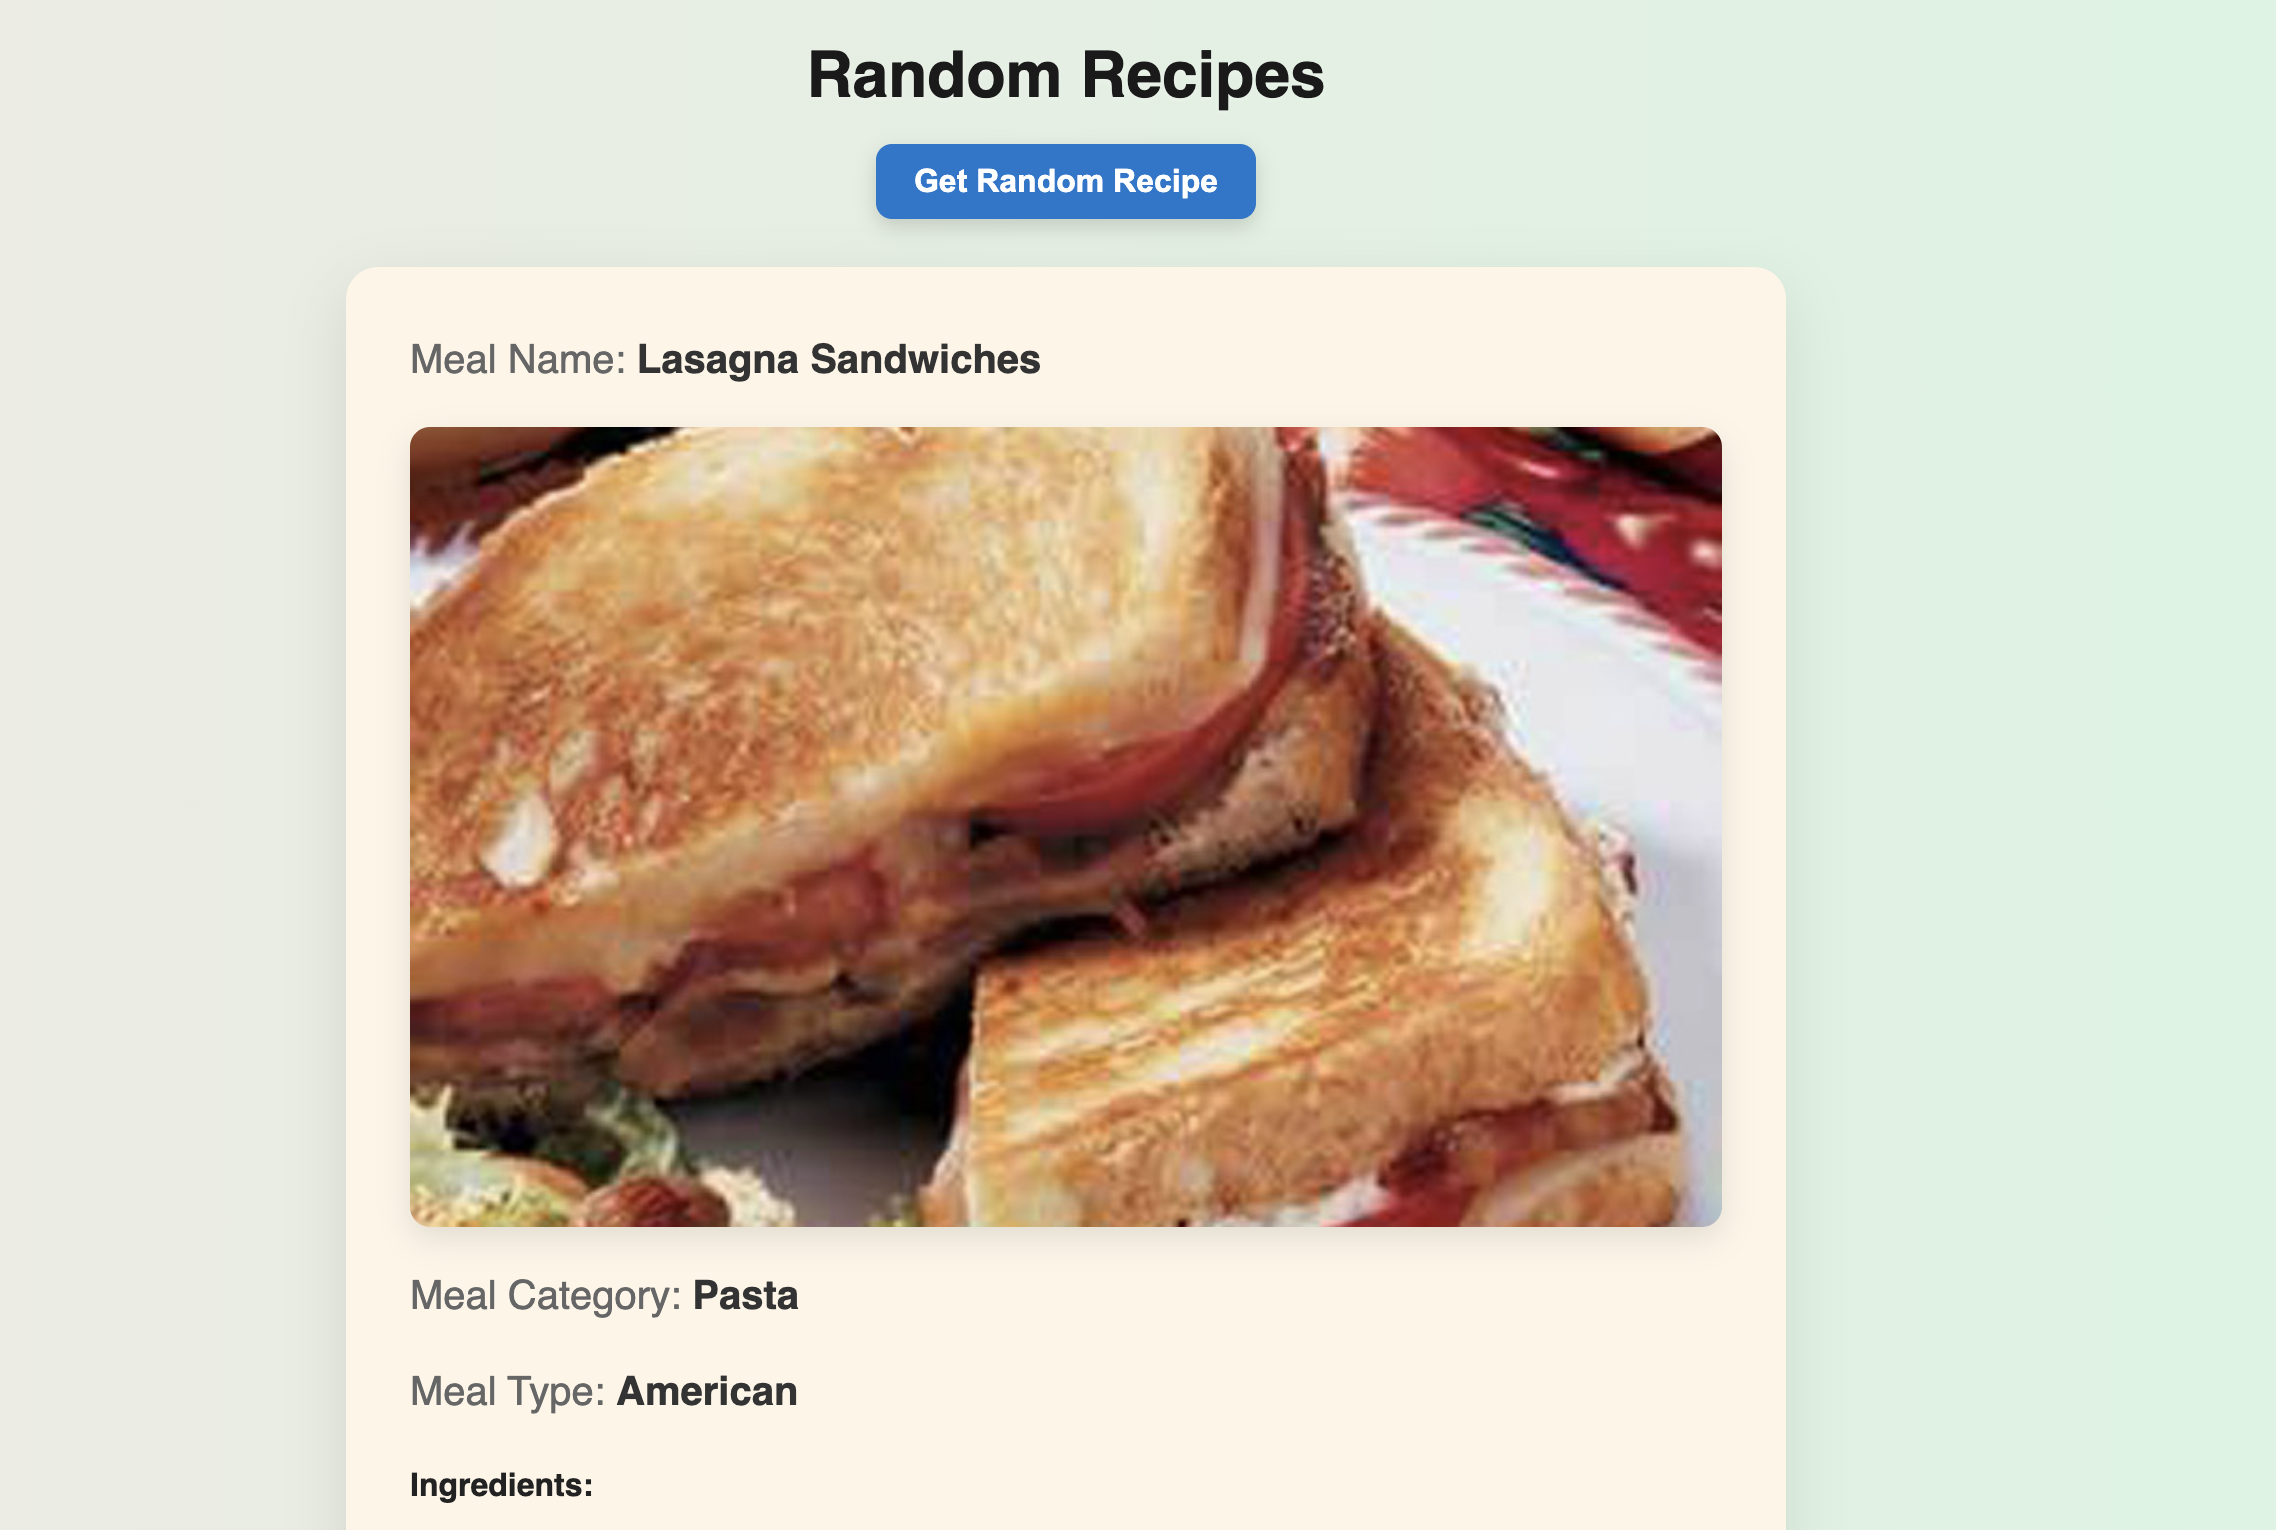 Random Recipes
Get Random Recipe
Meal Name: Lasagna Sandwiches
Meal Category: Pasta
Meal Type: American
Ingredients: